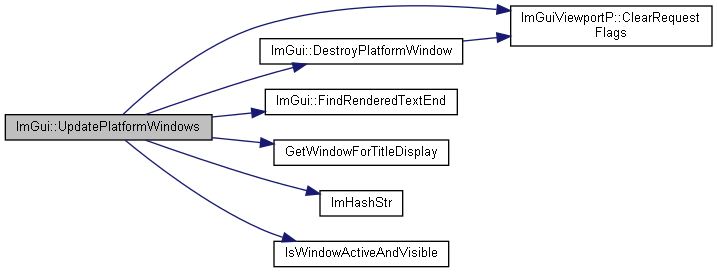 ImGuiViewportP::ClearRequest
Flags
ImGui::DestroyPlatformWindow
ImGui::FindRenderedTextEnd
ImGui::UpdatePlatformWindows
GetWindowForTitleDisplay
ImHashStr
IsWindowActiveAndVisible